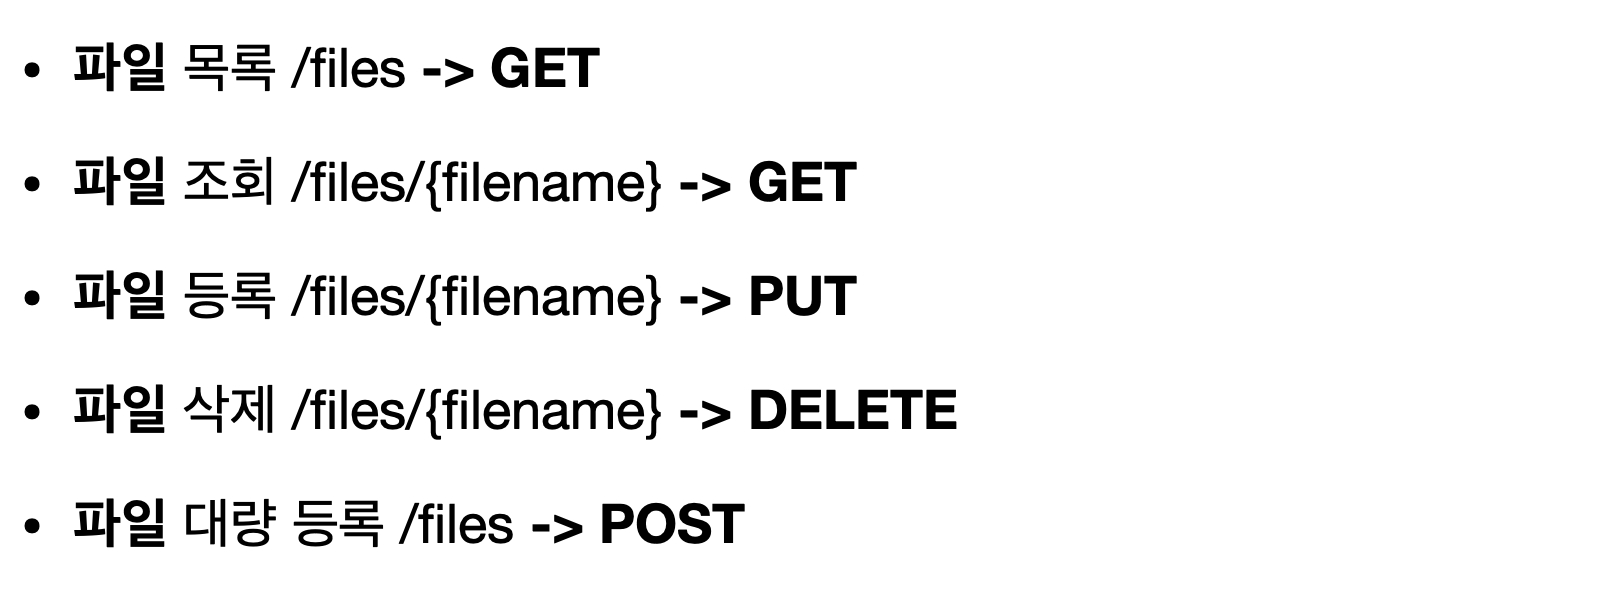 • 파일 목록 /files -> GET
• 파일 조회 /files/{filename} -> GET
• 파일 등록 /files/{filename} -> PUT
• 파일 삭제 /files/{filename} -> DELETE
• 파일 대량 등록 /files -> POST